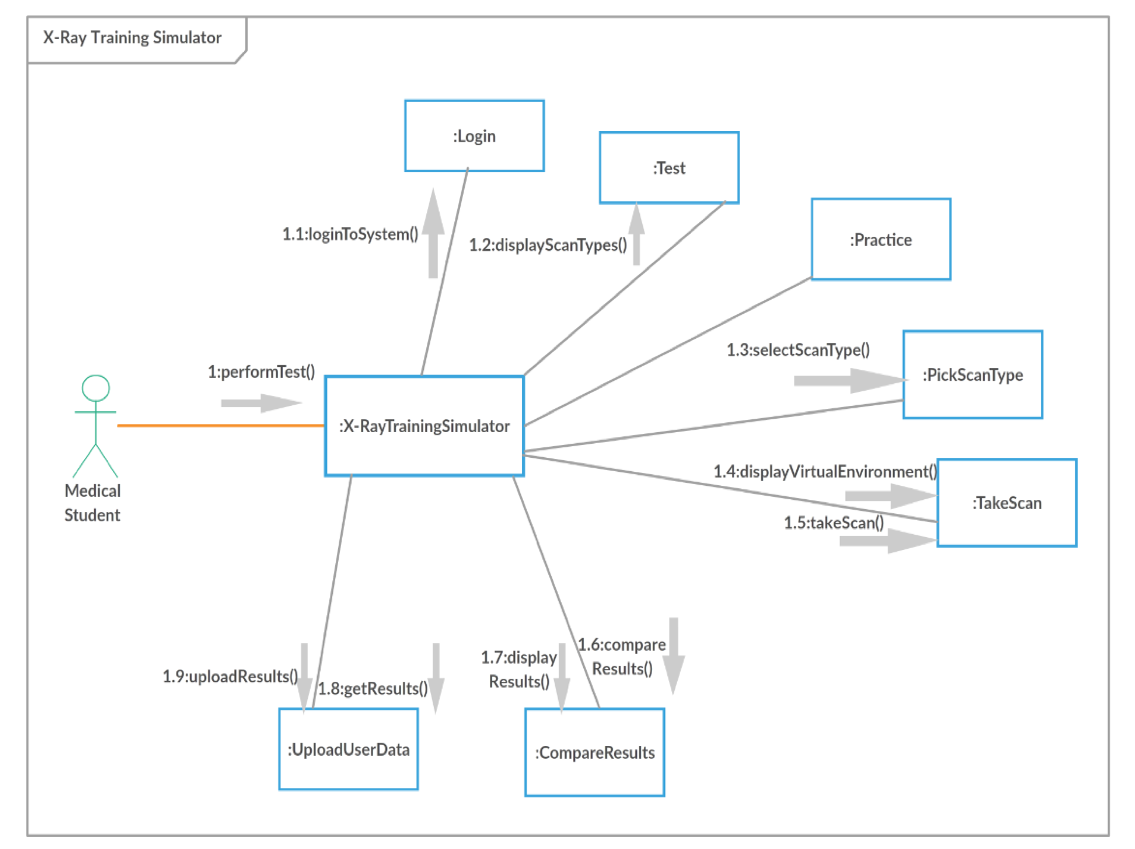 X-Ray Training Simulator
:Login
:Test
1.1:loginToSystem()
1.2:displayScanTypes()
:Practice
1.3:selectScanType()
:PickScanType
1:performTest()
:X-RayTrainingSimulator
Medical
Student
1.4:displayVirtualEnvironment()
:TakeScan
1.5:takeScan()
1.6:compare
Results()
1.7:display
Results()
1.9:uploadResults()
1.8:getResults()
:UploadUserData
:CompareResults